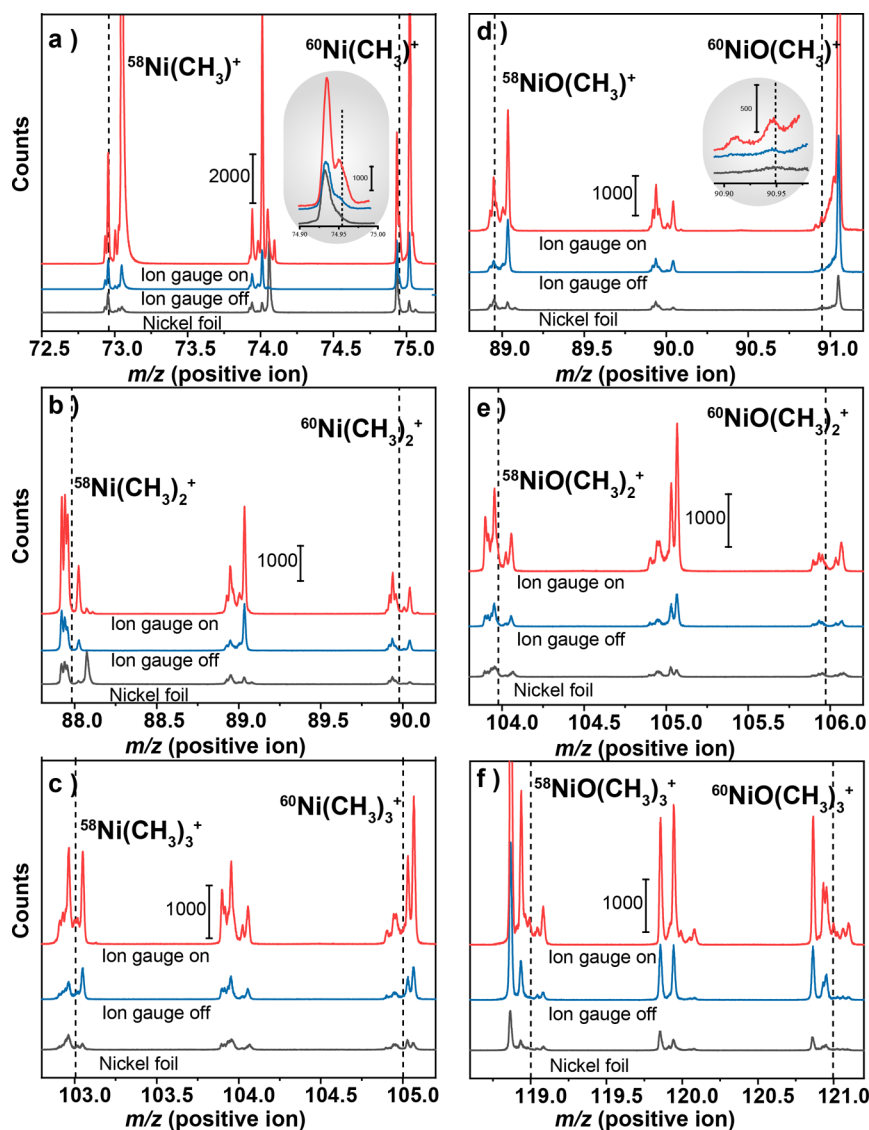 a )
⁵⁸Ni(CH₃)⁺
⁶⁰Ni(CH₃)⁺
2000
1000
74.90 74.95 75.00
Ion gauge on
Ion gauge off
Nickel foil
Counts
72.5 73.0 73.5 74.0 74.5 75.0
m/z (positive ion)
d )
⁵⁸NiO(CH₃)⁺
⁶⁰NiO(CH₃)⁺
500
90.90 90.95
1000
Ion gauge on
Ion gauge off
Nickel foil
89.0 89.5 90.0 90.5 91.0
m/z (positive ion)
b )
⁵⁸Ni(CH₃)₂⁺
⁶⁰Ni(CH₃)₂⁺
1000
Ion gauge on
Ion gauge off
Nickel foil
Counts
88.0 88.5 89.0 89.5 90.0
m/z (positive ion)
e )
⁵⁸NiO(CH₃)₂⁺
⁶⁰NiO(CH₃)₂⁺
1000
Ion gauge on
Ion gauge off
Nickel foil
104.0 104.5 105.0 105.5 106.0
m/z (positive ion)
c )
⁵⁸Ni(CH₃)₃⁺
⁶⁰Ni(CH₃)₃⁺
1000
Ion gauge on
Ion gauge off
Nickel foil
Counts
103.0 103.5 104.0 104.5 105.0
m/z (positive ion)
f )
⁵⁸NiO(CH₃)₃⁺
⁶⁰NiO(CH₃)₃⁺
1000
Ion gauge on
Ion gauge off
Nickel foil
119.0 119.5 120.0 120.5 121.0
m/z (positive ion)